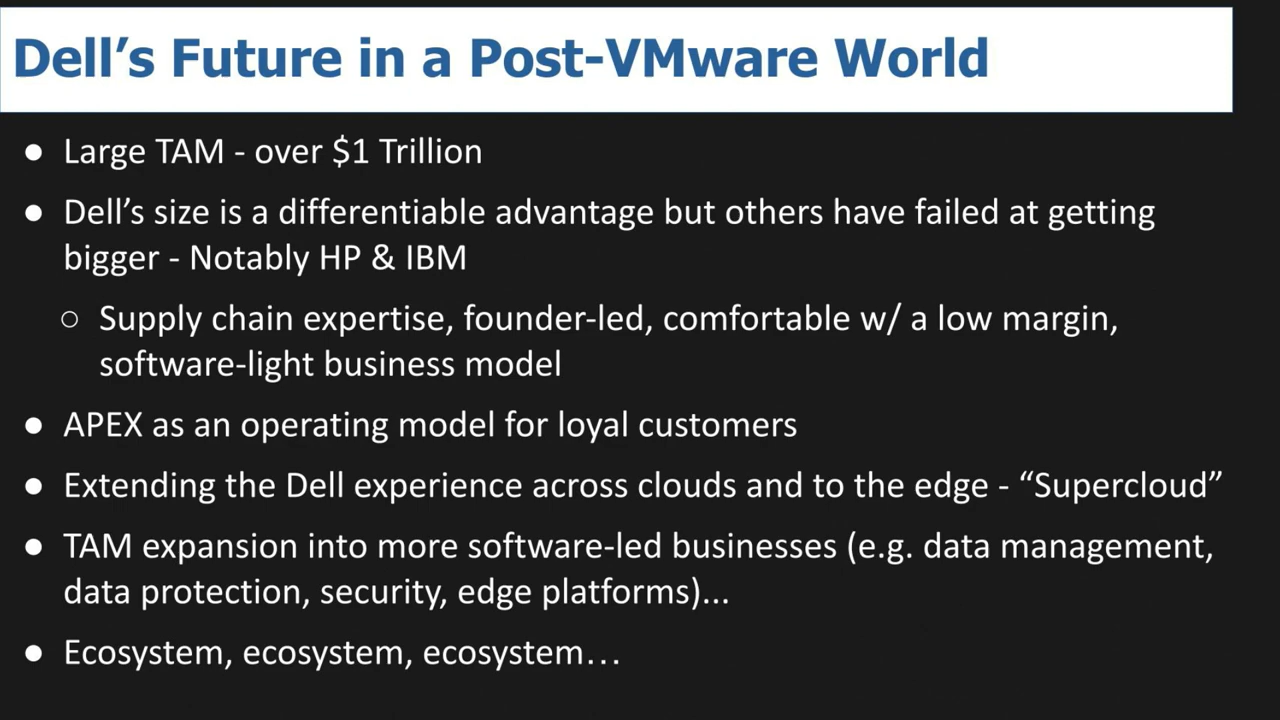 Dell’s Future in a Post-VMware World
● Large TAM - over $1 Trillion
● Dell’s size is a differentiable advantage but others have failed at getting
bigger - Notably HP & IBM
○ Supply chain expertise, founder-led, comfortable w/ a low margin,
software-light business model
● APEX as an operating model for loyal customers
● Extending the Dell experience across clouds and to the edge - “Supercloud”
● TAM expansion into more software-led businesses (e.g. data management,
data protection, security, edge platforms)...
● Ecosystem, ecosystem, ecosystem…